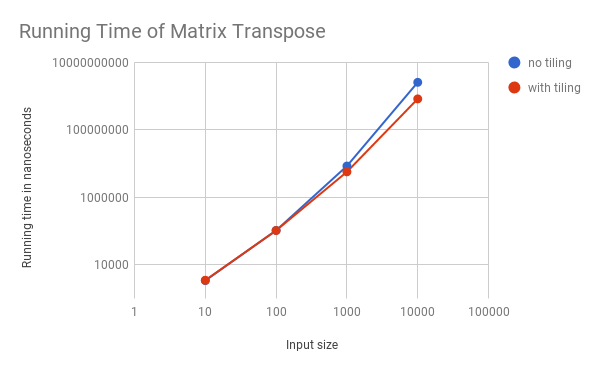 Running Time of Matrix Transpose
no tiling
with tiling
Running time in nanoseconds
10000000000
100000000
1000000
10000
1
10
100
1000
10000
100000
Input size